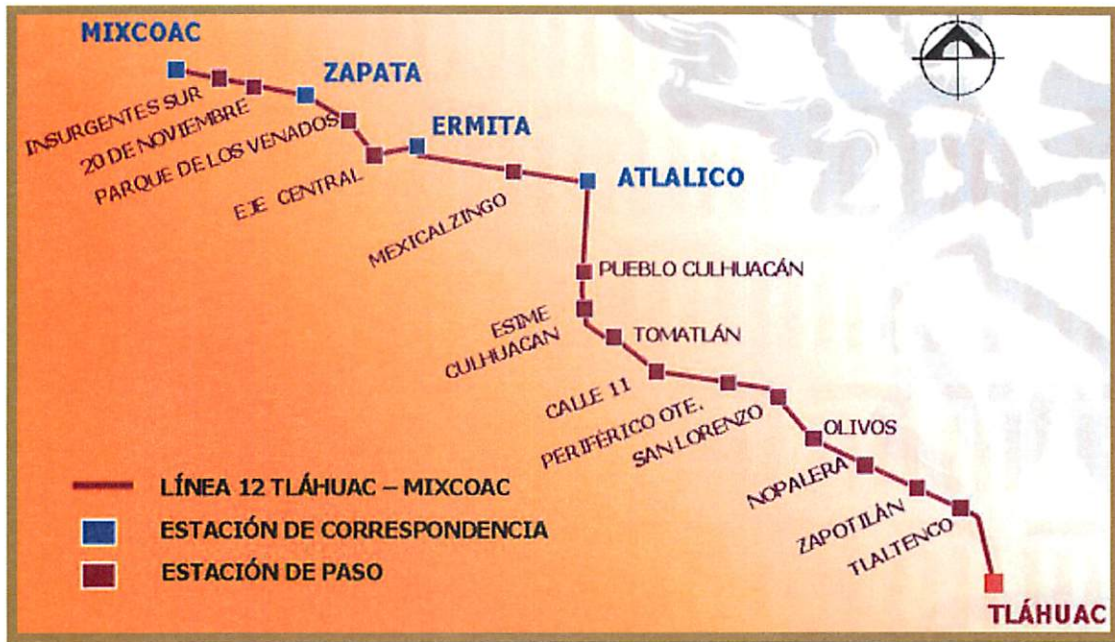 MIXCOAC
ZAPATA
INSURGENTES SUR
20 DE NOVIEMBRE
PARQUE DE LOS VENADOS
ERMITA
EJE CENTRAL
ATLALICO
MEXICALZINGO
PUEBLO CULHUACÁN
ESIME
CULHUACAN
TOMATLÁN
CALLE 11
PERIFÉRICO OTE.
SAN LORENZO
OLIVOS
NOPALERA
ZAPOTILÁN
TLALTENCO
TLÁHUAC
LÍNEA 12 TLÁHUAC – MIXCOAC
ESTACIÓN DE CORRESPONDENCIA
ESTACIÓN DE PASO